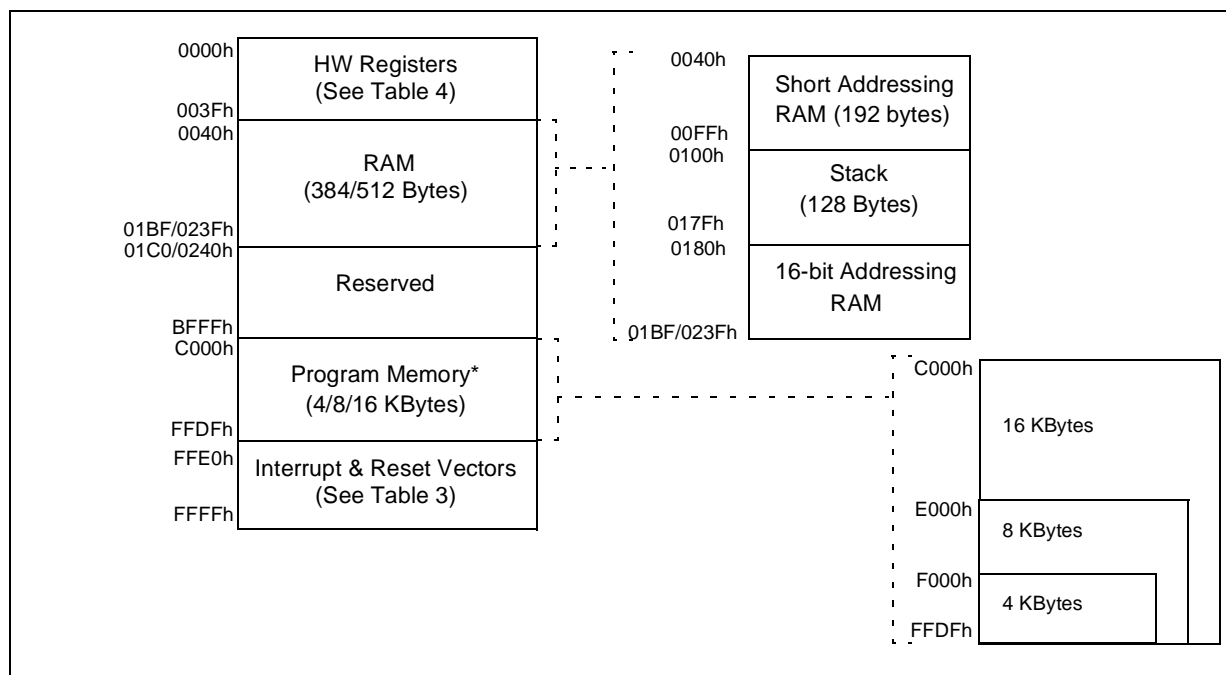 0000h
HW Registers
(See Table 4)
003Fh
0040h
RAM
(384/512 Bytes)
01BF/023Fh
01C0/0240h
Reserved
BFFFh
C000h
Program Memory*
(4/8/16 KBytes)
FFDFh
FFE0h
Interrupt & Reset Vectors
(See Table 3)
FFFFh
0040h
Short Addressing
RAM (192 bytes)
00FFh
0100h
Stack
(128 Bytes)
017Fh
0180h
16-bit Addressing
RAM
01BF/023Fh
C000h
16 KBytes
E000h
8 KBytes
F000h
4 KBytes
FFDFh